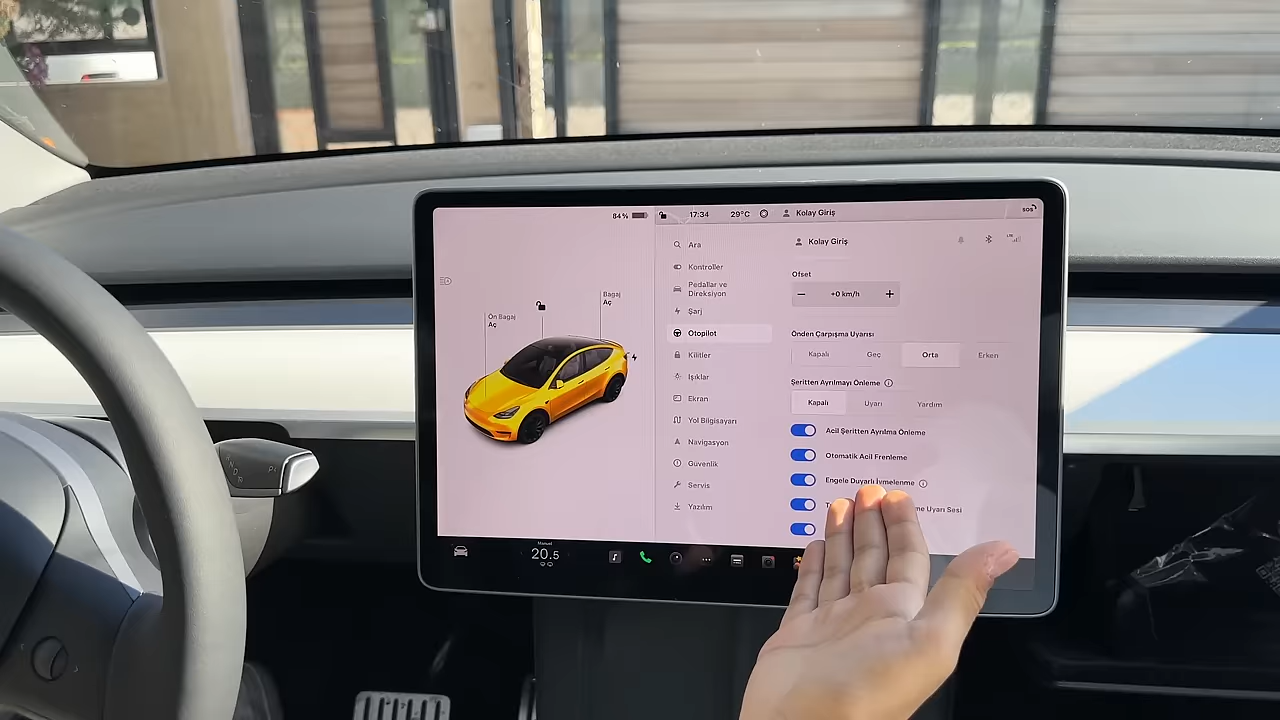 84 %
17:34
29°C
Kolay Giriş
SOS
Ön Bagaj
Aç
Bagaj
Aç
Ara
Kontroller
Pedallar ve
Direksiyon
Şarj
Otopilot
Kilitler
Işıklar
Ekran
Yol Bilgisayarı
Navigasyon
Güvenlik
Servis
Yazılım
Kolay Giriş
LTE
Ofset
+0 km/h
Önden Çarpışma Uyarısı
Kapalı Geç Orta Erken
Şeritten Ayrılmayı Önleme
Kapalı Uyarı Yardım
Acil Şeritten Ayrılma Önleme
Otomatik Acil Frenleme
Engele Duyarlı İvmelenme
Uyarı Sesi
Manuel
20.5
R N D
P